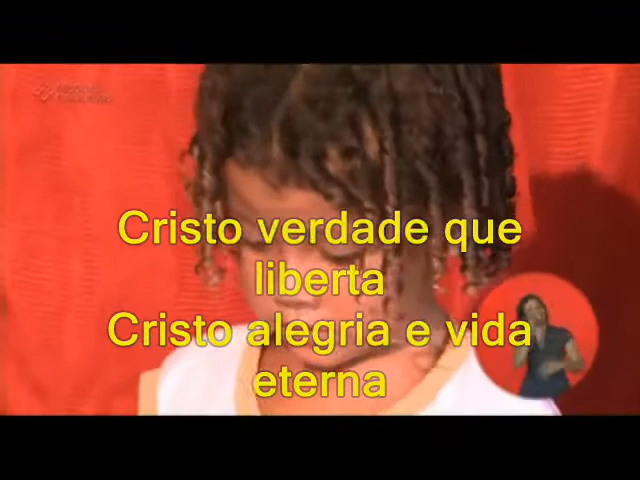 Cristo verdade que
liberta
Cristo alegria e vida
eterna